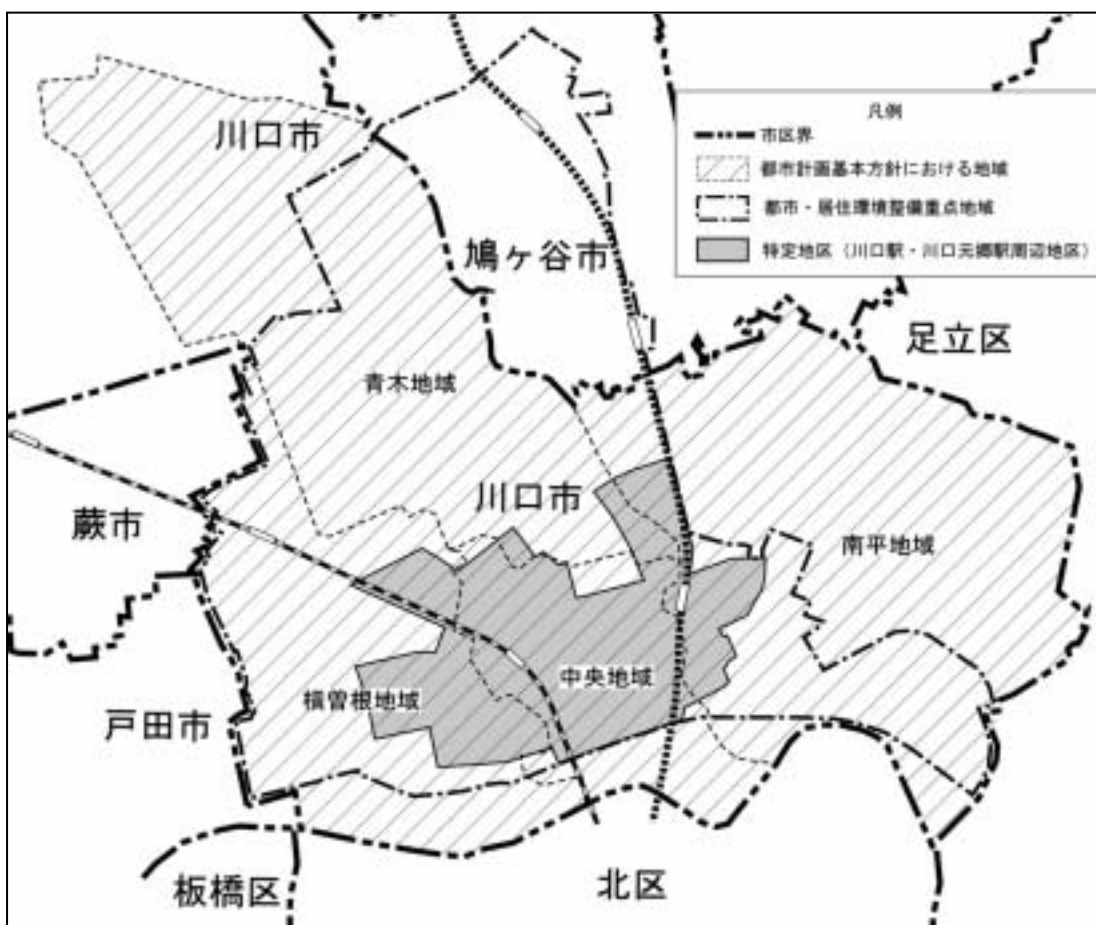 凡例
市区界
都市計画基本方針における地域
都市・居住環境整備重点地域
特定地区（川口駅・川口元郷駅周辺地区）
川口市
鳩ヶ谷市
足立区
青木地域
川口市
蕨市
南平地域
中央地域
横曽根地域
戸田市
板橋区
北区